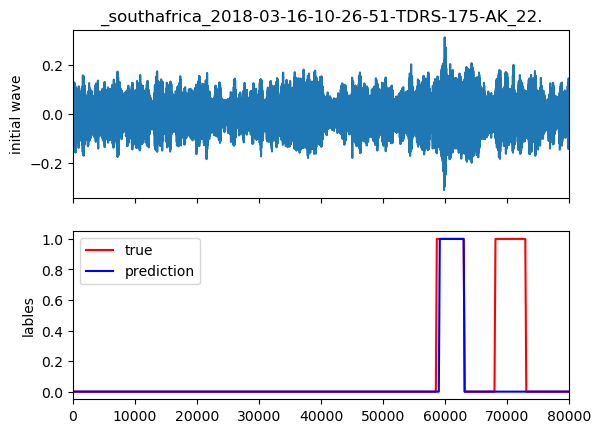 _southafrica_2018-03-16-10-26-51-TDRS-175-AK_22.
initial wave
0.2
0.0
−0.2
lables
1.0
0.8
0.6
0.4
0.2
0.0
true
prediction
0 10000 20000 30000 40000 50000 60000 70000 80000